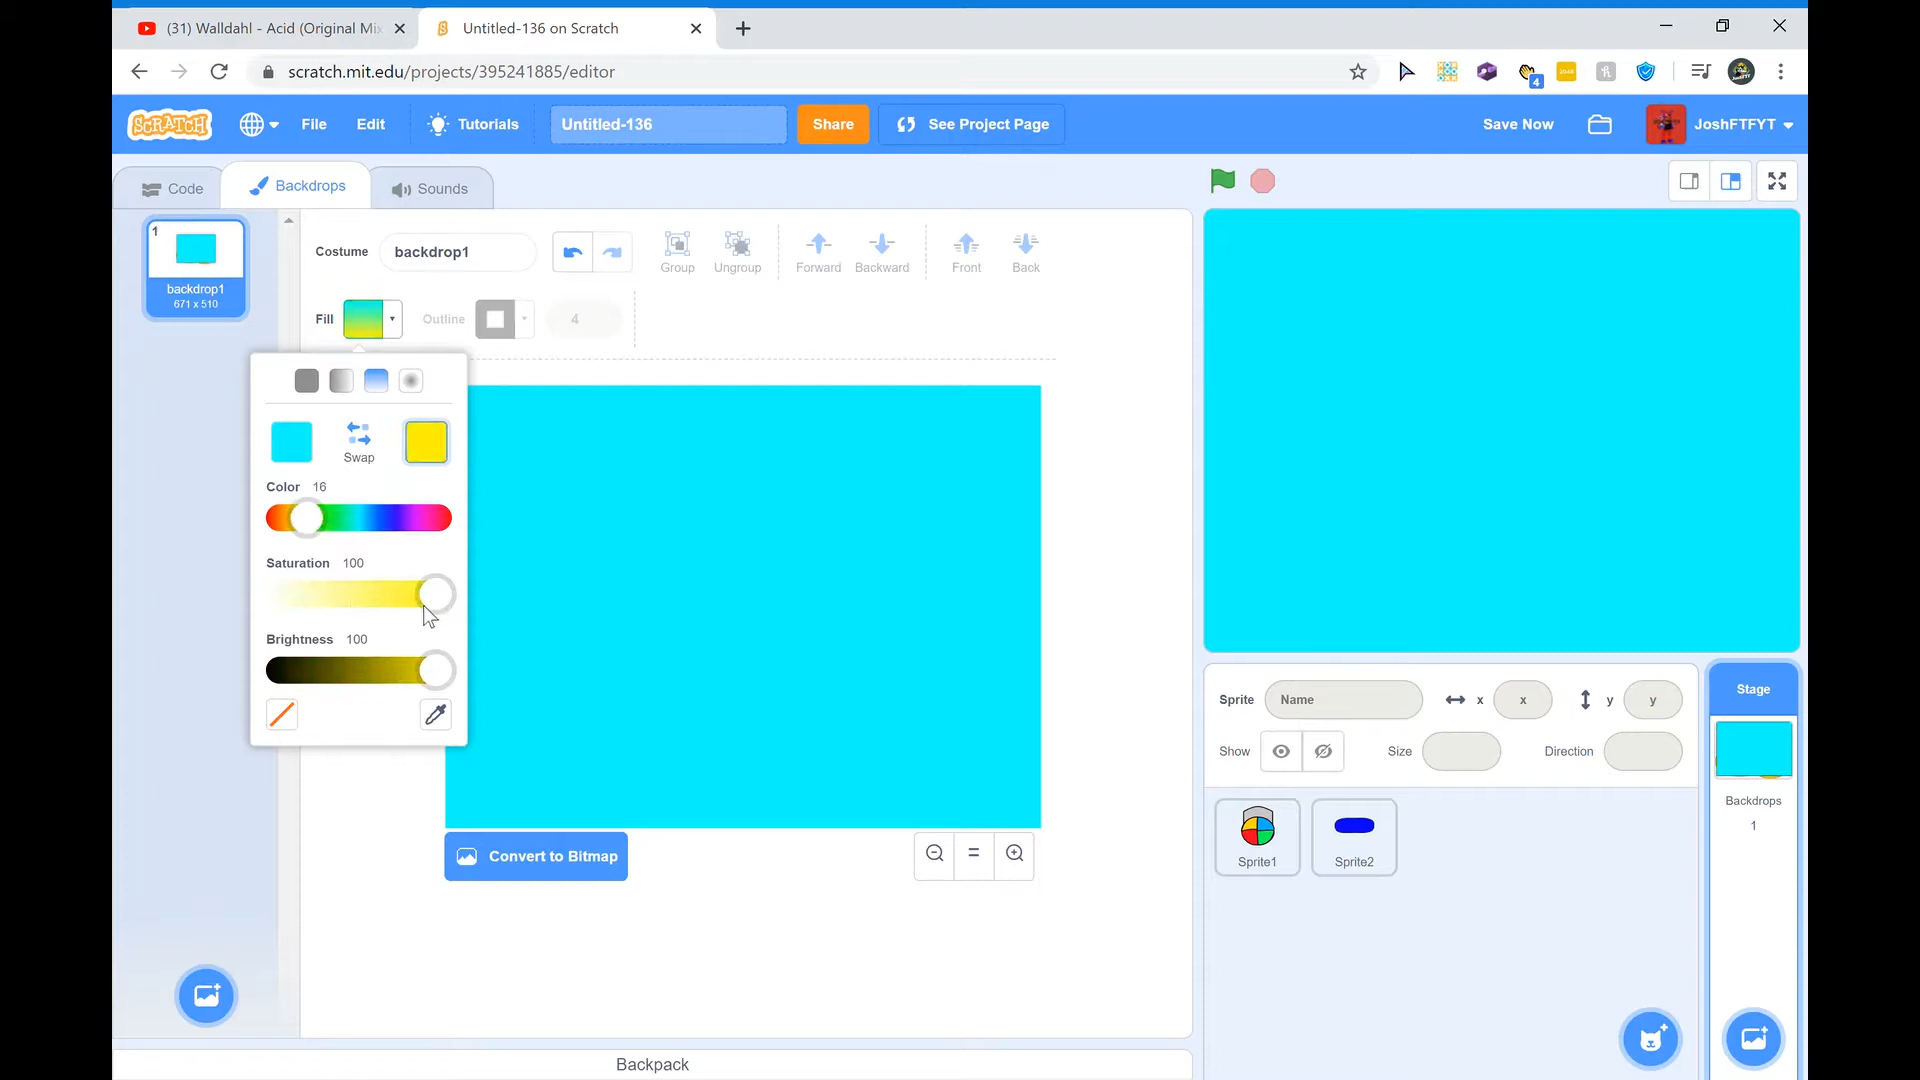 (31) Walldahl - Acid (Original Mix
Untitled-136 on Scratch
scratch.mit.edu/projects/395241885/editor
4
SCRATCH
File
Edit
Tutorials
Untitled-136
Share
See Project Page
Save Now
JoshFTFYT
Code
Backdrops
Sounds
1
backdrop1
671 x 510
Costume
backdrop1
Group
Ungroup
Forward
Backward
Front
Back
Fill
Outline
4
Swap
Color 16
Saturation 100
Brightness 100
Convert to Bitmap
Sprite
Name
x
x
y
y
Show
Size
Direction
Sprite1
Sprite2
Stage
Backdrops
1
Backpack